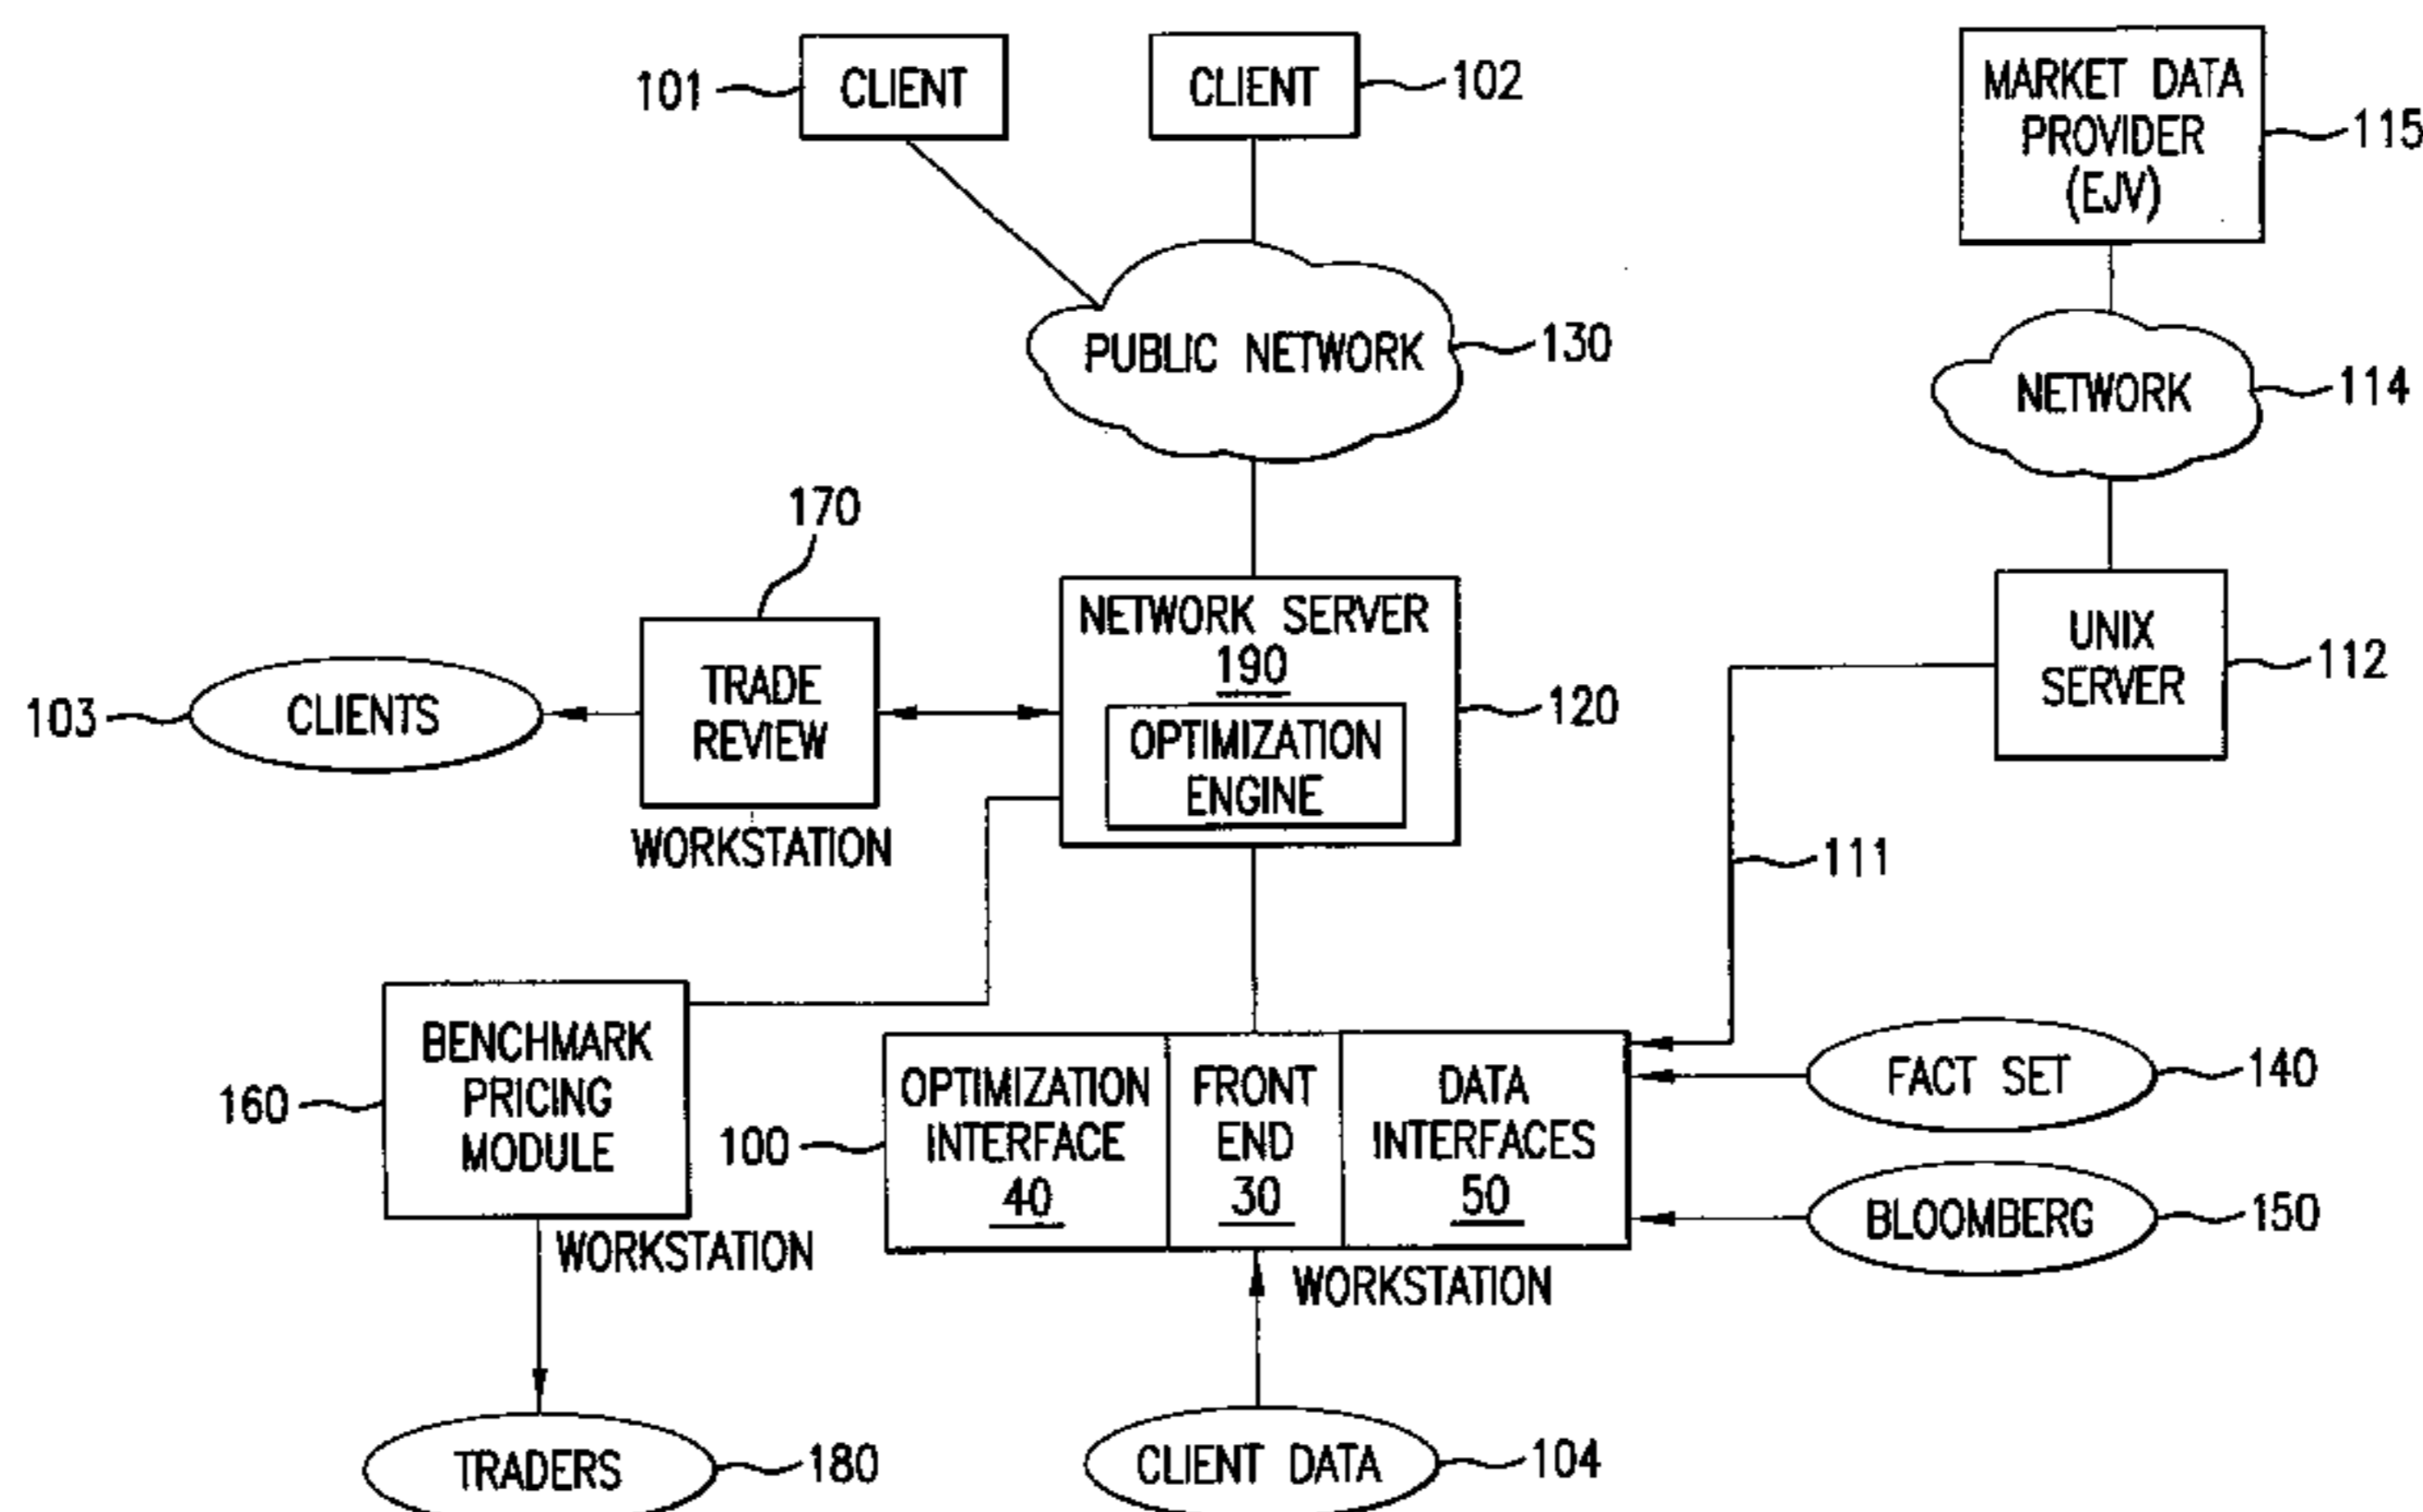 101
CLIENT
CLIENT
102
MARKET DATA
PROVIDER
(EJV)
115
PUBLIC NETWORK
130
NETWORK
114
170
NETWORK SERVER
190
OPTIMIZATION
ENGINE
120
UNIX
SERVER
112
103
CLIENTS
TRADE
REVIEW
WORKSTATION
111
160
BENCHMARK
PRICING
MODULE
WORKSTATION
100
OPTIMIZATION
INTERFACE
40
FRONT
END
30
DATA
INTERFACES
50
WORKSTATION
FACT SET
140
BLOOMBERG
150
TRADERS
180
CLIENT DATA
104